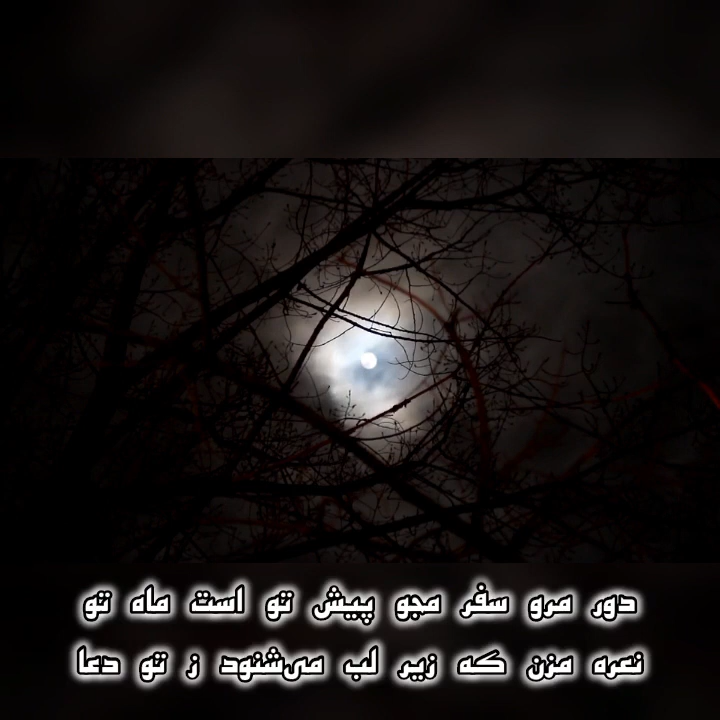 دور مرو سفر مجو پیش تو است ماه تو
نعره مزن که زیر لب می‌شنود ز تو دعا